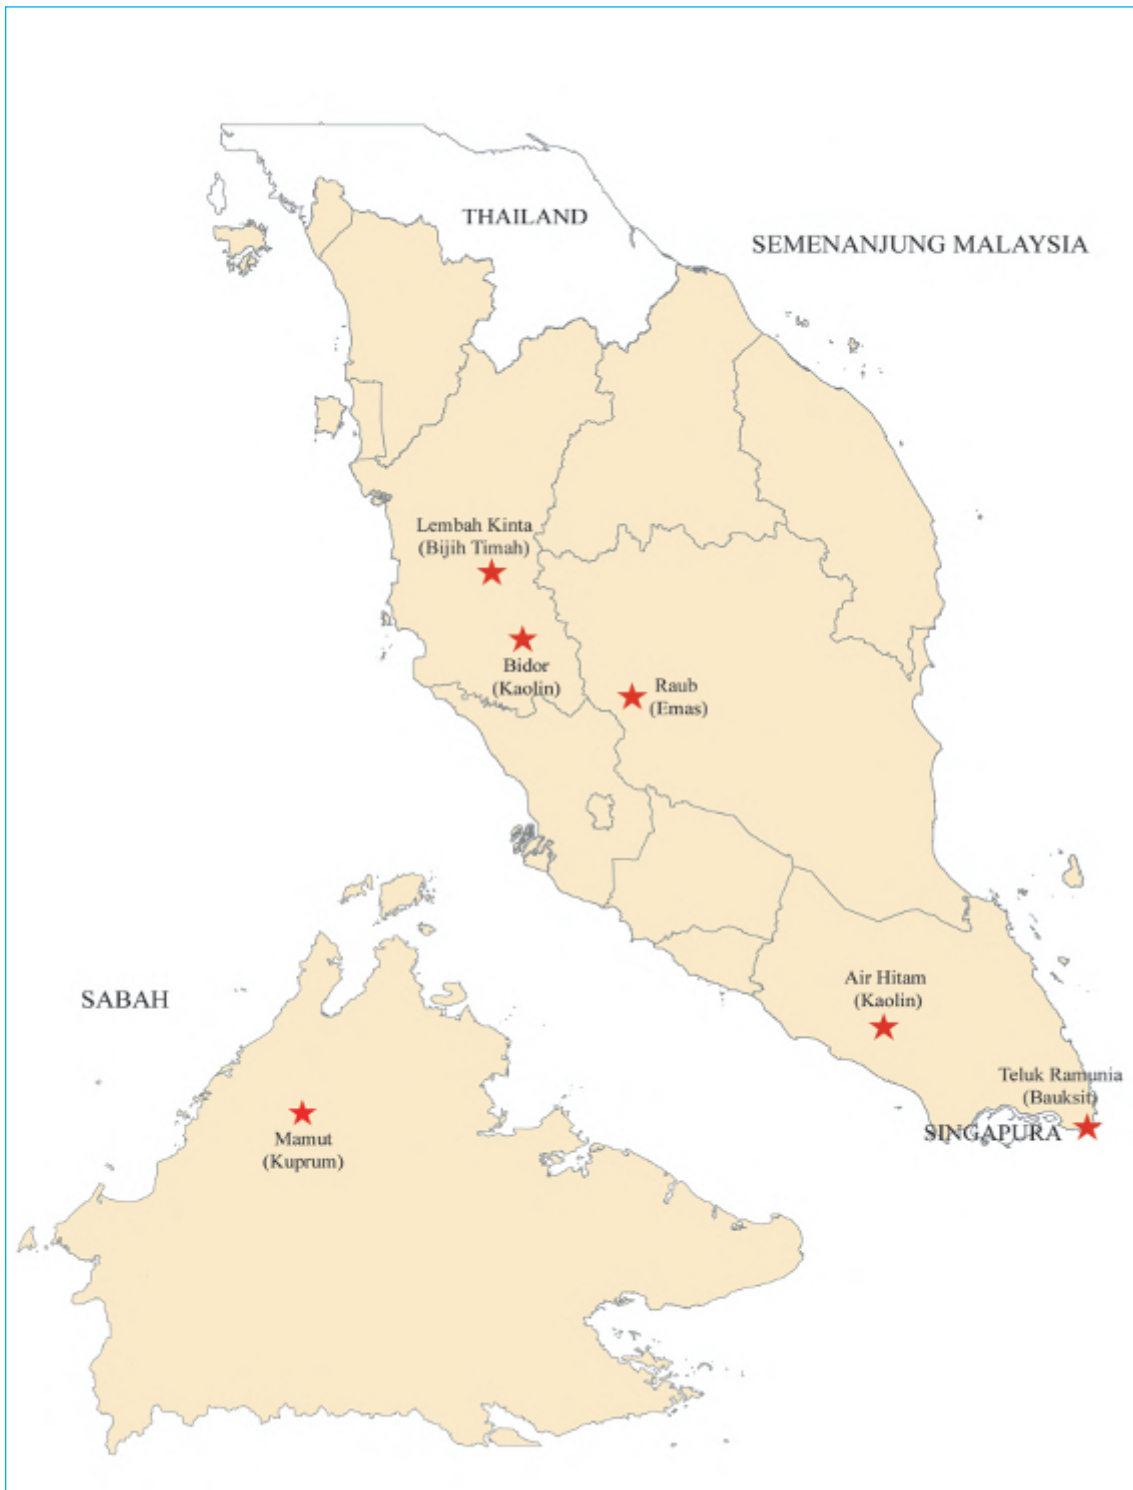 THAILAND
SEMENANJUNG MALAYSIA
Lembah Kinta
(Bijih Timah)
Bidor
(Kaolin)
Raub
(Emas)
SABAH
Air Hitam
(Kaolin)
Teluk Ramunia
(Bauksit)
SINGAPURA
Mamut
(Kuprum)